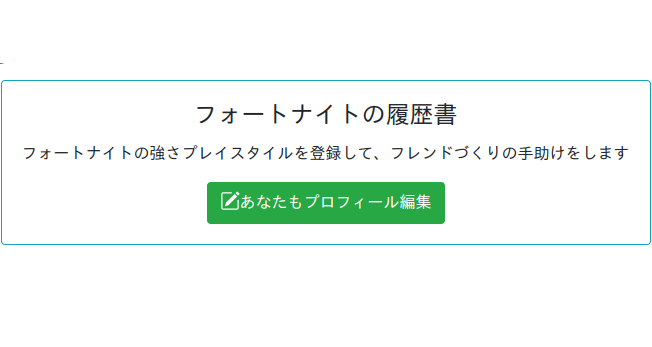 フォートナイトの履歴書
フォートナイトの強さプレイスタイルを登録して、フレンドづくりの手助けをします
あなたもプロフィール編集